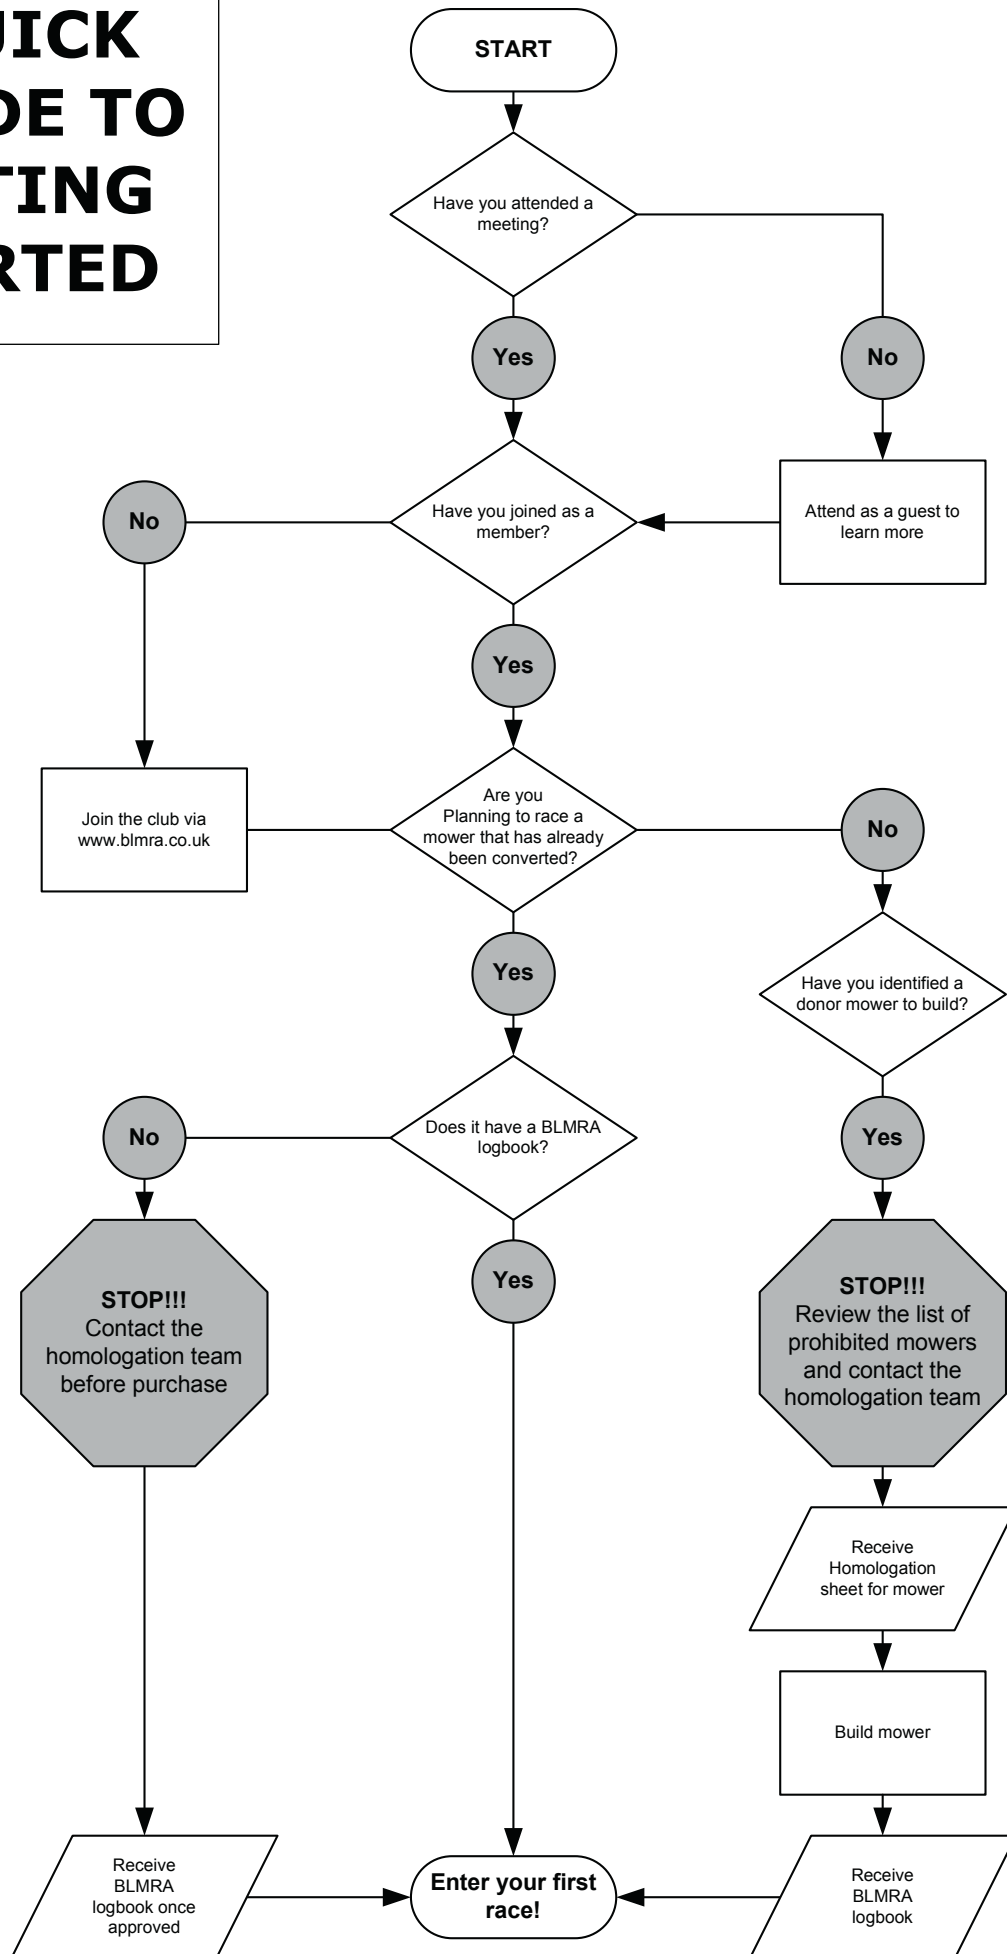 UICK
DE TO
TING
RTED
START
Have you attended a
meeting?
Yes
No
Attend as a guest to
learn more
Have you joined as a
member?
No
Yes
Join the club via
www.blmra.co.uk
Are you
Planning to race a
mower that has already
been converted?
No
Yes
Have you identified a
donor mower to build?
Does it have a BLMRA
logbook?
No
Yes
Yes
STOP!!!
Contact the
homologation team
before purchase
STOP!!!
Review the list of
prohibited mowers
and contact the
homologation team
Receive
Homologation
sheet for mower
Build mower
Receive
BLMRA
logbook once
approved
Enter your first
race!
Receive
BLMRA
logbook